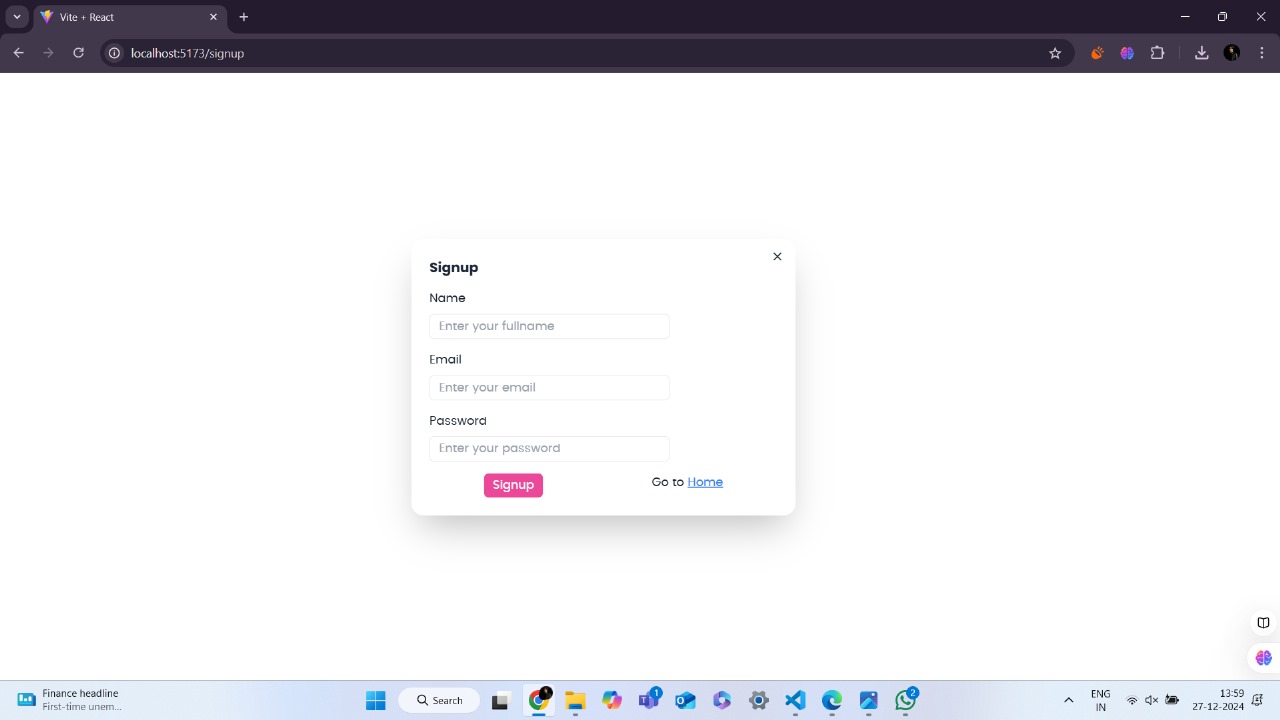 Vite + React
localhost:5173/signup
Signup
Name
Enter your fullname
Email
Enter your email
Password
Enter your password
Signup
Go to Home
Finance headline
First-time unem...
Search
1
2
ENG
IN
13:59
27-12-2024